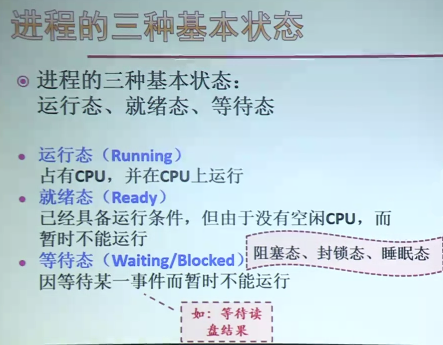 进程的三种基本状态
进程的三种基本状态：
运行态、就绪态、等待态
运行态（Running）
占有CPU，并在CPU上运行
就绪态（Ready）
已经具备运行条件，但由于没有空闲CPU，而
暂时不能运行
等待态（Waiting/Blocked）
阻塞态、封锁态、睡眠态
因等待某一事件而暂时不能运行
如：等待读
盘结果